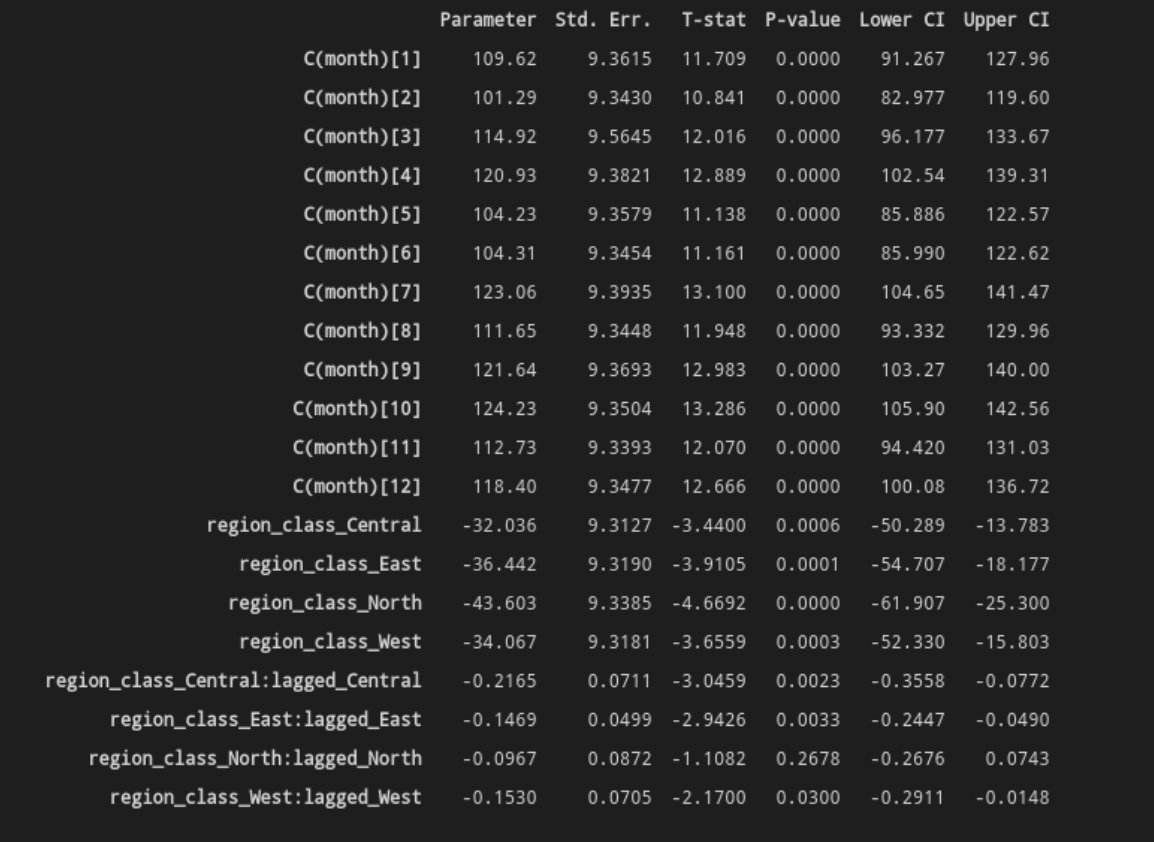 Parameter Std. Err. T-stat P-value Lower CI Upper CI
C(month)[1] 109.62 9.3615 11.709 0.0000 91.267 127.96
C(month)[2] 101.29 9.3430 10.841 0.0000 82.977 119.60
C(month)[3] 114.92 9.5645 12.016 0.0000 96.177 133.67
C(month)[4] 120.93 9.3821 12.889 0.0000 102.54 139.31
C(month)[5] 104.23 9.3579 11.138 0.0000 85.886 122.57
C(month)[6] 104.31 9.3454 11.161 0.0000 85.990 122.62
C(month)[7] 123.06 9.3935 13.100 0.0000 104.65 141.47
C(month)[8] 111.65 9.3448 11.948 0.0000 93.332 129.96
C(month)[9] 121.64 9.3693 12.983 0.0000 103.27 140.00
C(month)[10] 124.23 9.3504 13.286 0.0000 105.90 142.56
C(month)[11] 112.73 9.3393 12.070 0.0000 94.420 131.03
C(month)[12] 118.40 9.3477 12.666 0.0000 100.08 136.72
region_class_Central -32.036 9.3127 -3.4400 0.0006 -50.289 -13.783
region_class_East -36.442 9.3190 -3.9105 0.0001 -54.707 -18.177
region_class_North -43.603 9.3385 -4.6692 0.0000 -61.907 -25.300
region_class_West -34.067 9.3181 -3.6559 0.0003 -52.330 -15.803
region_class_Central:lagged_Central -0.2165 0.0711 -3.0459 0.0023 -0.3558 -0.0772
region_class_East:lagged_East -0.1469 0.0499 -2.9426 0.0033 -0.2447 -0.0490
region_class_North:lagged_North -0.0967 0.0872 -1.1082 0.2678 -0.2676 0.0743
region_class_West:lagged_West -0.1530 0.0705 -2.1700 0.0300 -0.2911 -0.0148